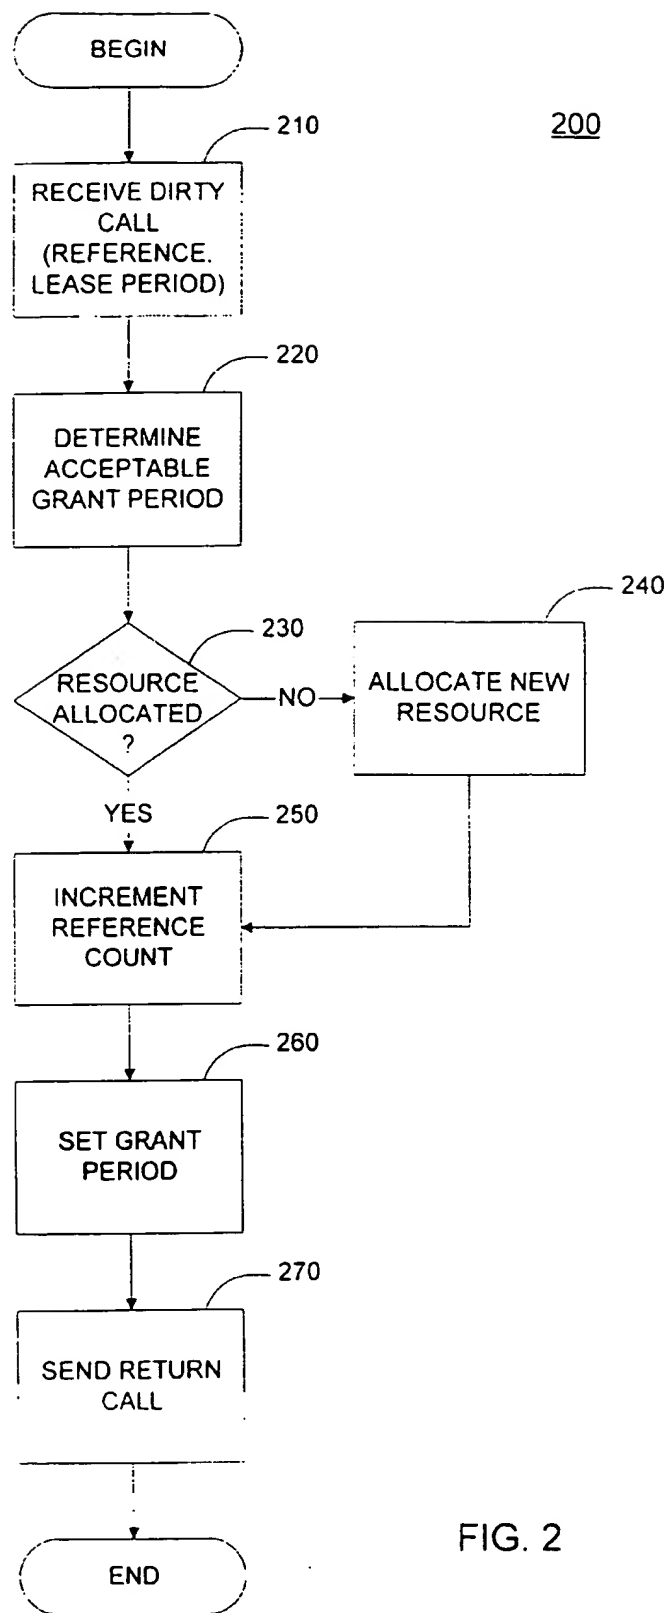 BEGIN
210
200
RECEIVE DIRTY
CALL
(REFERENCE.
LEASE PERIOD)
220
DETERMINE
ACCEPTABLE
GRANT PERIOD
230
240
RESOURCE
ALLOCATED
?
NO
ALLOCATE NEW
RESOURCE
YES
250
INCREMENT
REFERENCE
COUNT
260
SET GRANT
PERIOD
270
SEND RETURN
CALL
END
FIG. 2